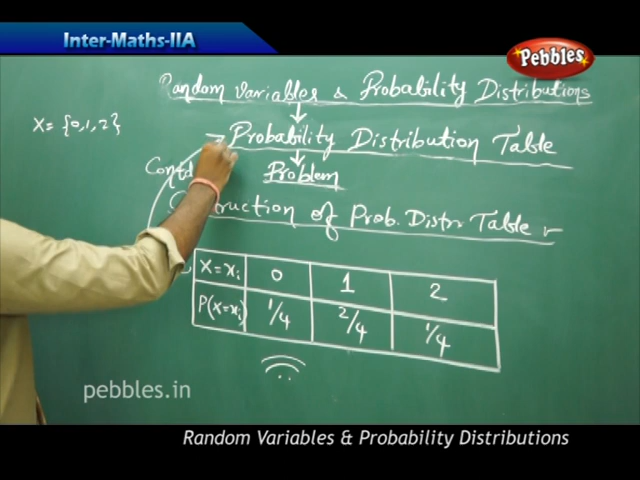 Inter-Maths-IIA
Pebbles
Random Variables & Probability Distributions
X = {0,1,2}
Probability Distribution Table
Contd
Problem
of Prob. Distr Table
X=xᵢ 0 1 2
P(X=xᵢ) 1/4 2/4 1/4
pebbles.in
Random Variables & Probability Distributions